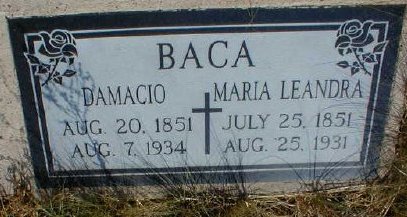 BACA
DAMACIO MARIA LEANDRA
AUG. 20, 1851 JULY 25, 1851
AUG. 7, 1934 AUG. 25, 1931